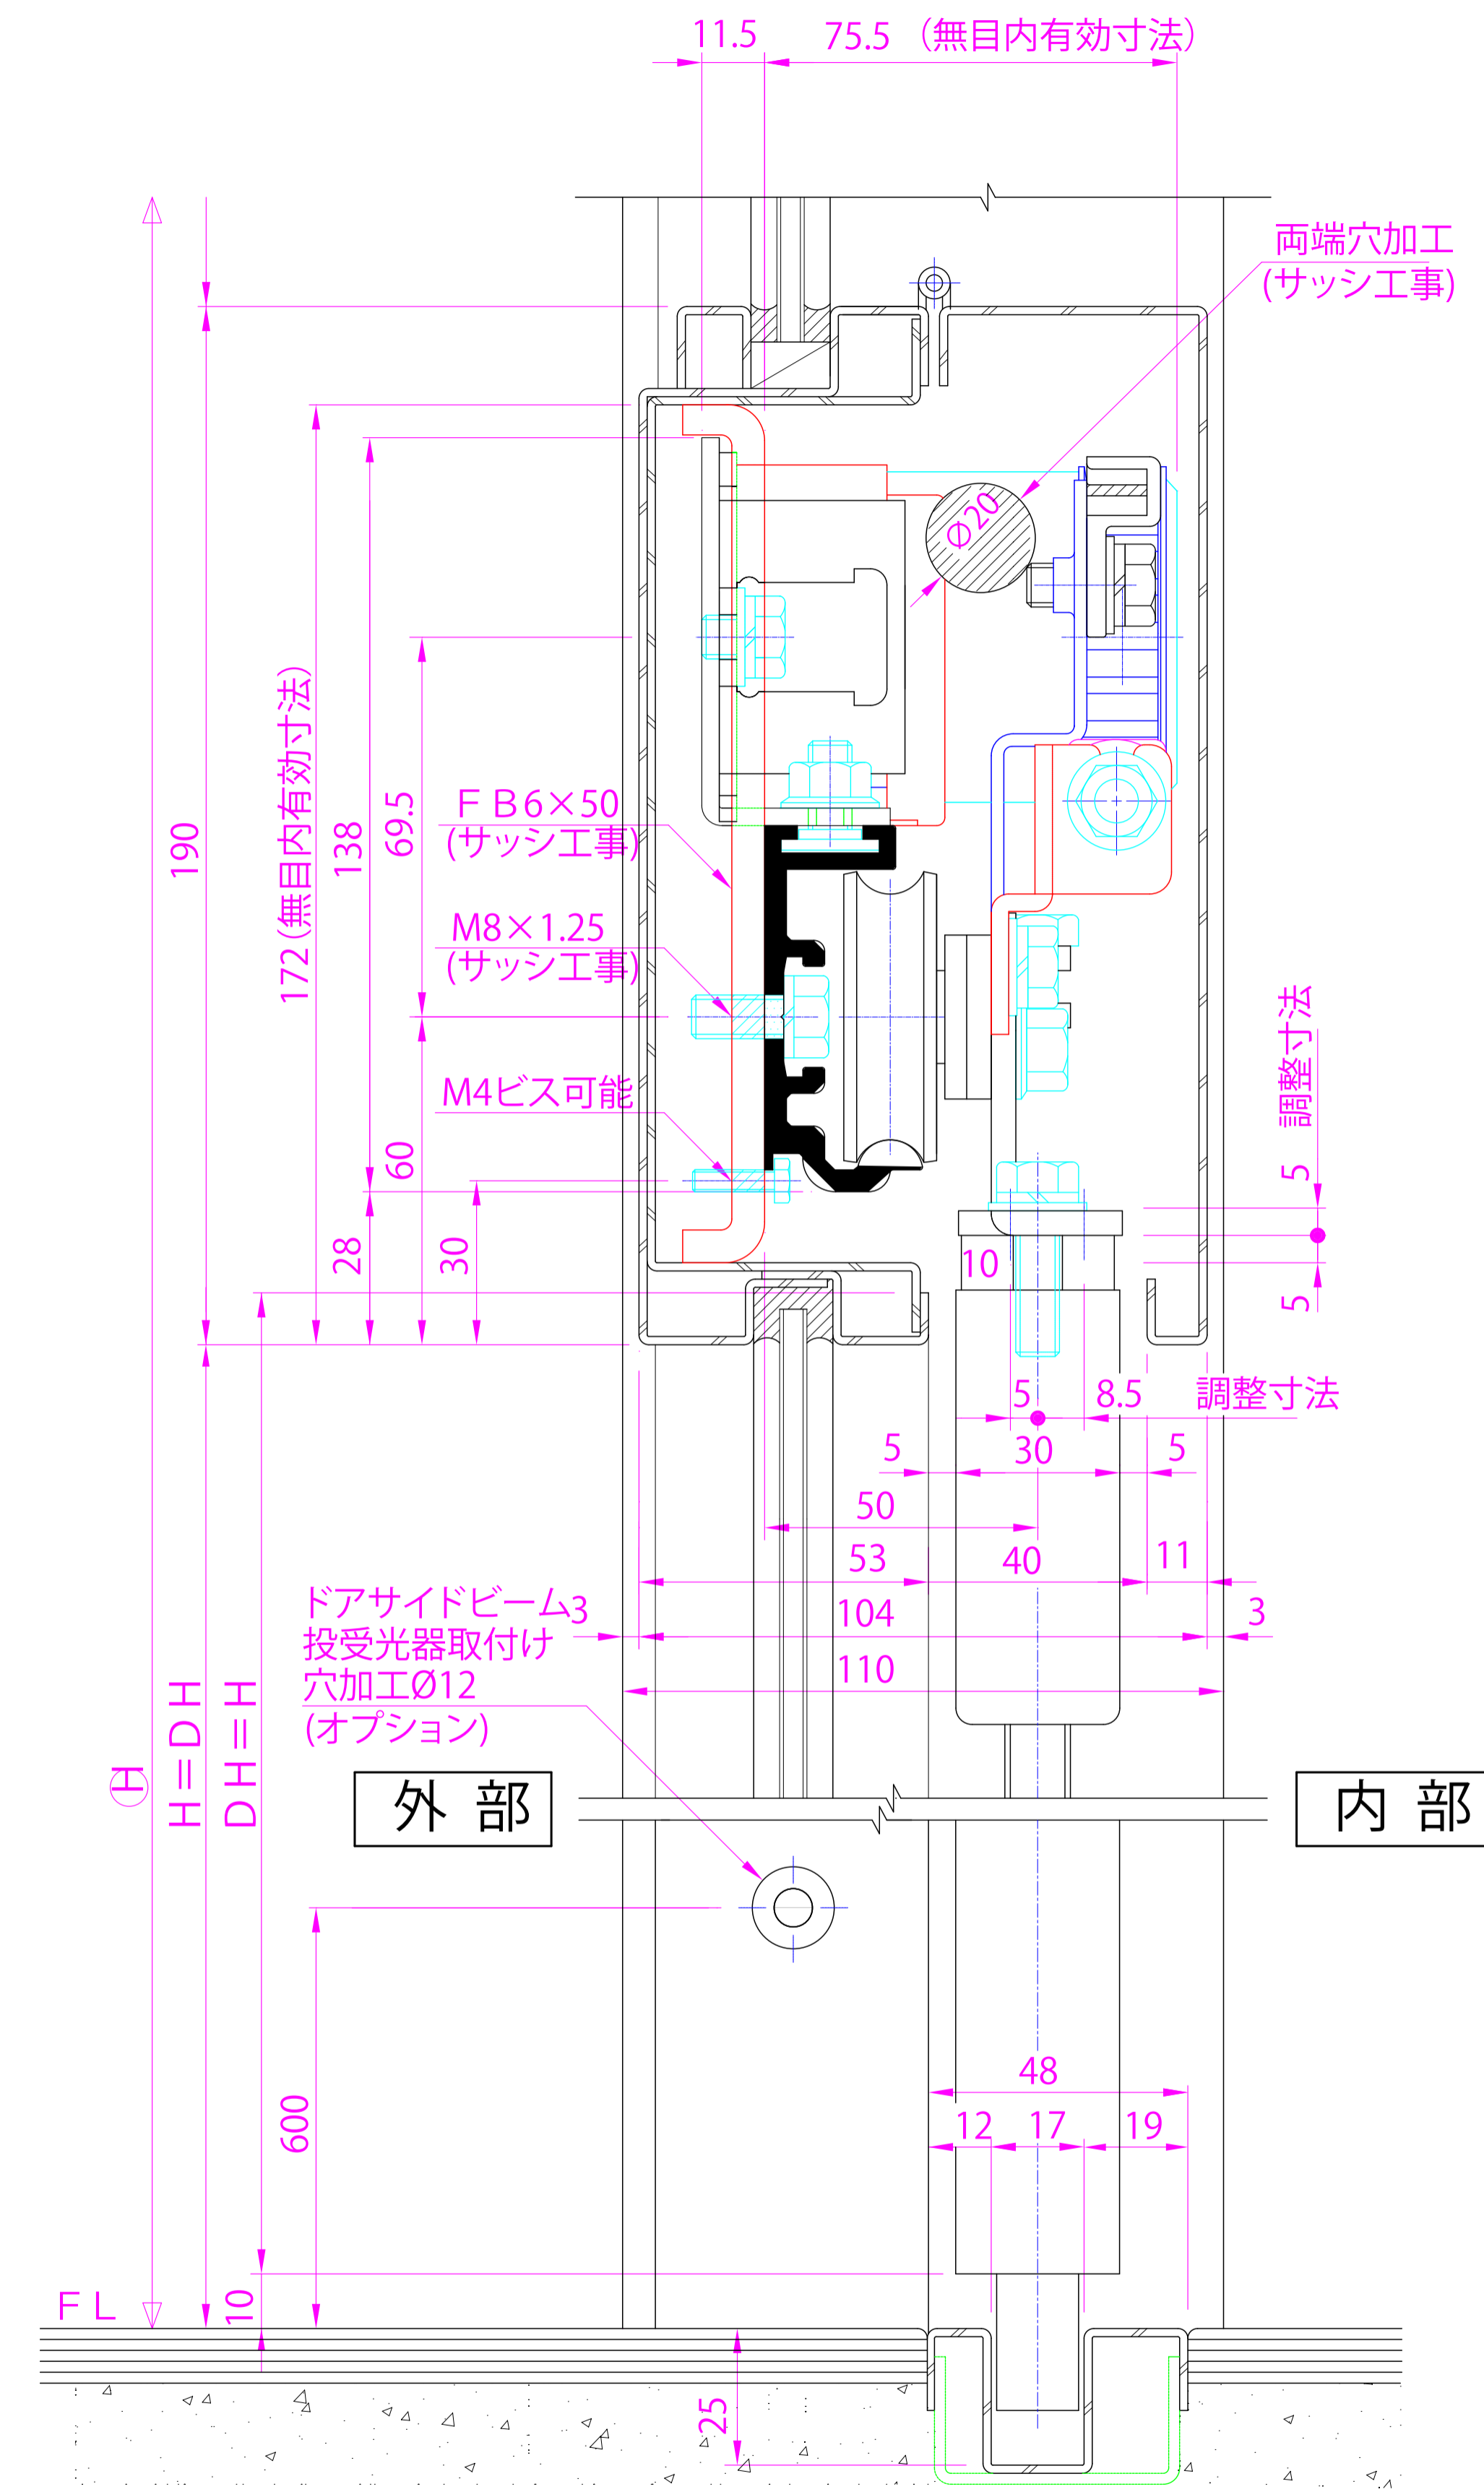 11.5
75.5（無目内有効寸法）
両端穴加工
(サッシ工事)
Φ20
190
172（無目内有効寸法）
138
69.5
60
28
30
ＦＢ6×50
(サッシ工事)
M8×1.25
(サッシ工事)
M4ビス可能
調整寸法
5
5
10
5
8.5
調整寸法
5
30
5
50
53
40
11
104
3
110
ドアサイドビーム3
投受光器取付け
穴加工Ø12
(オプション)
Ｈ
Ｈ＝ＤＨ
ＤＨ＝Ｈ
外部
内部
600
48
12
17
19
10
ＦＬ
25